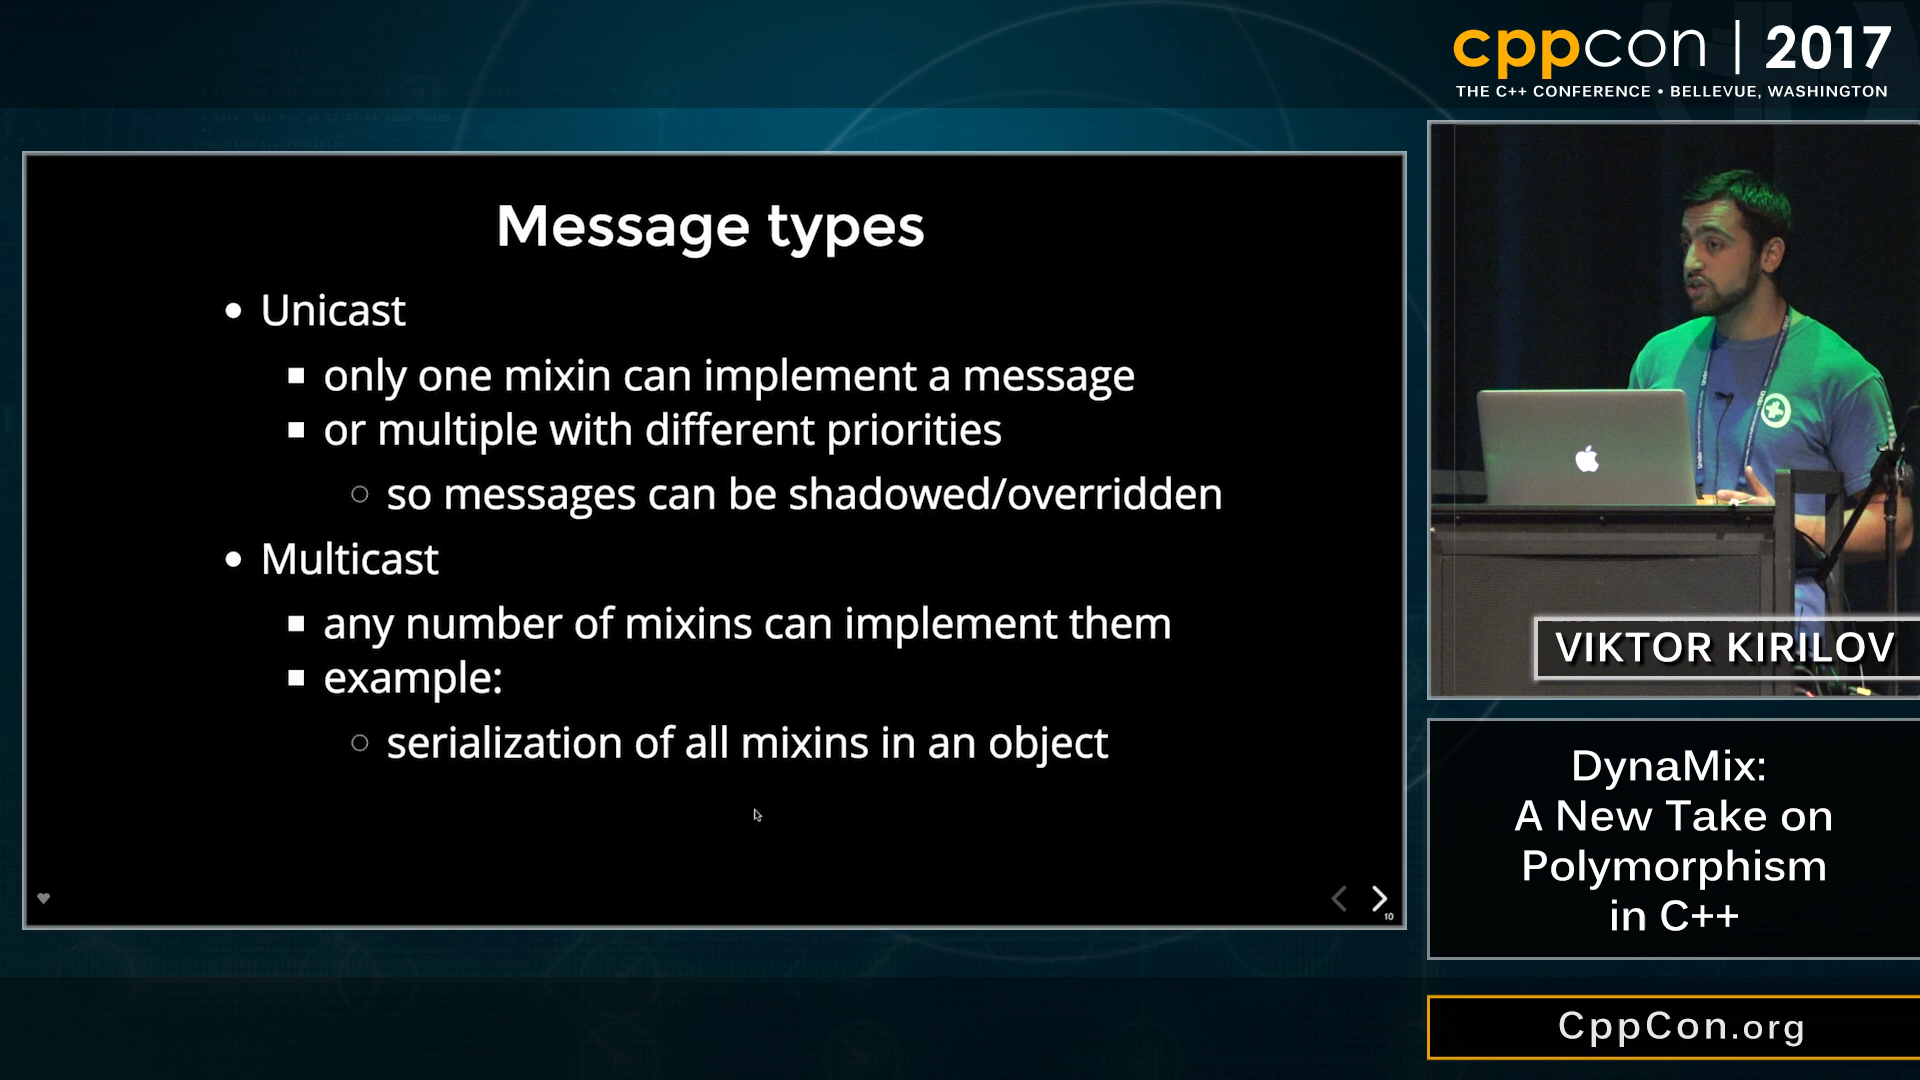 cppcon | 2017
THE C++ CONFERENCE • BELLEVUE, WASHINGTON
Message types
• Unicast
▪ only one mixin can implement a message
▪ or multiple with different priorities
○ so messages can be shadowed/overridden
• Multicast
▪ any number of mixins can implement them
▪ example:
○ serialization of all mixins in an object
10
VIKTOR KIRILOV
DynaMix:
A New Take on
Polymorphism
in C++
CppCon.org